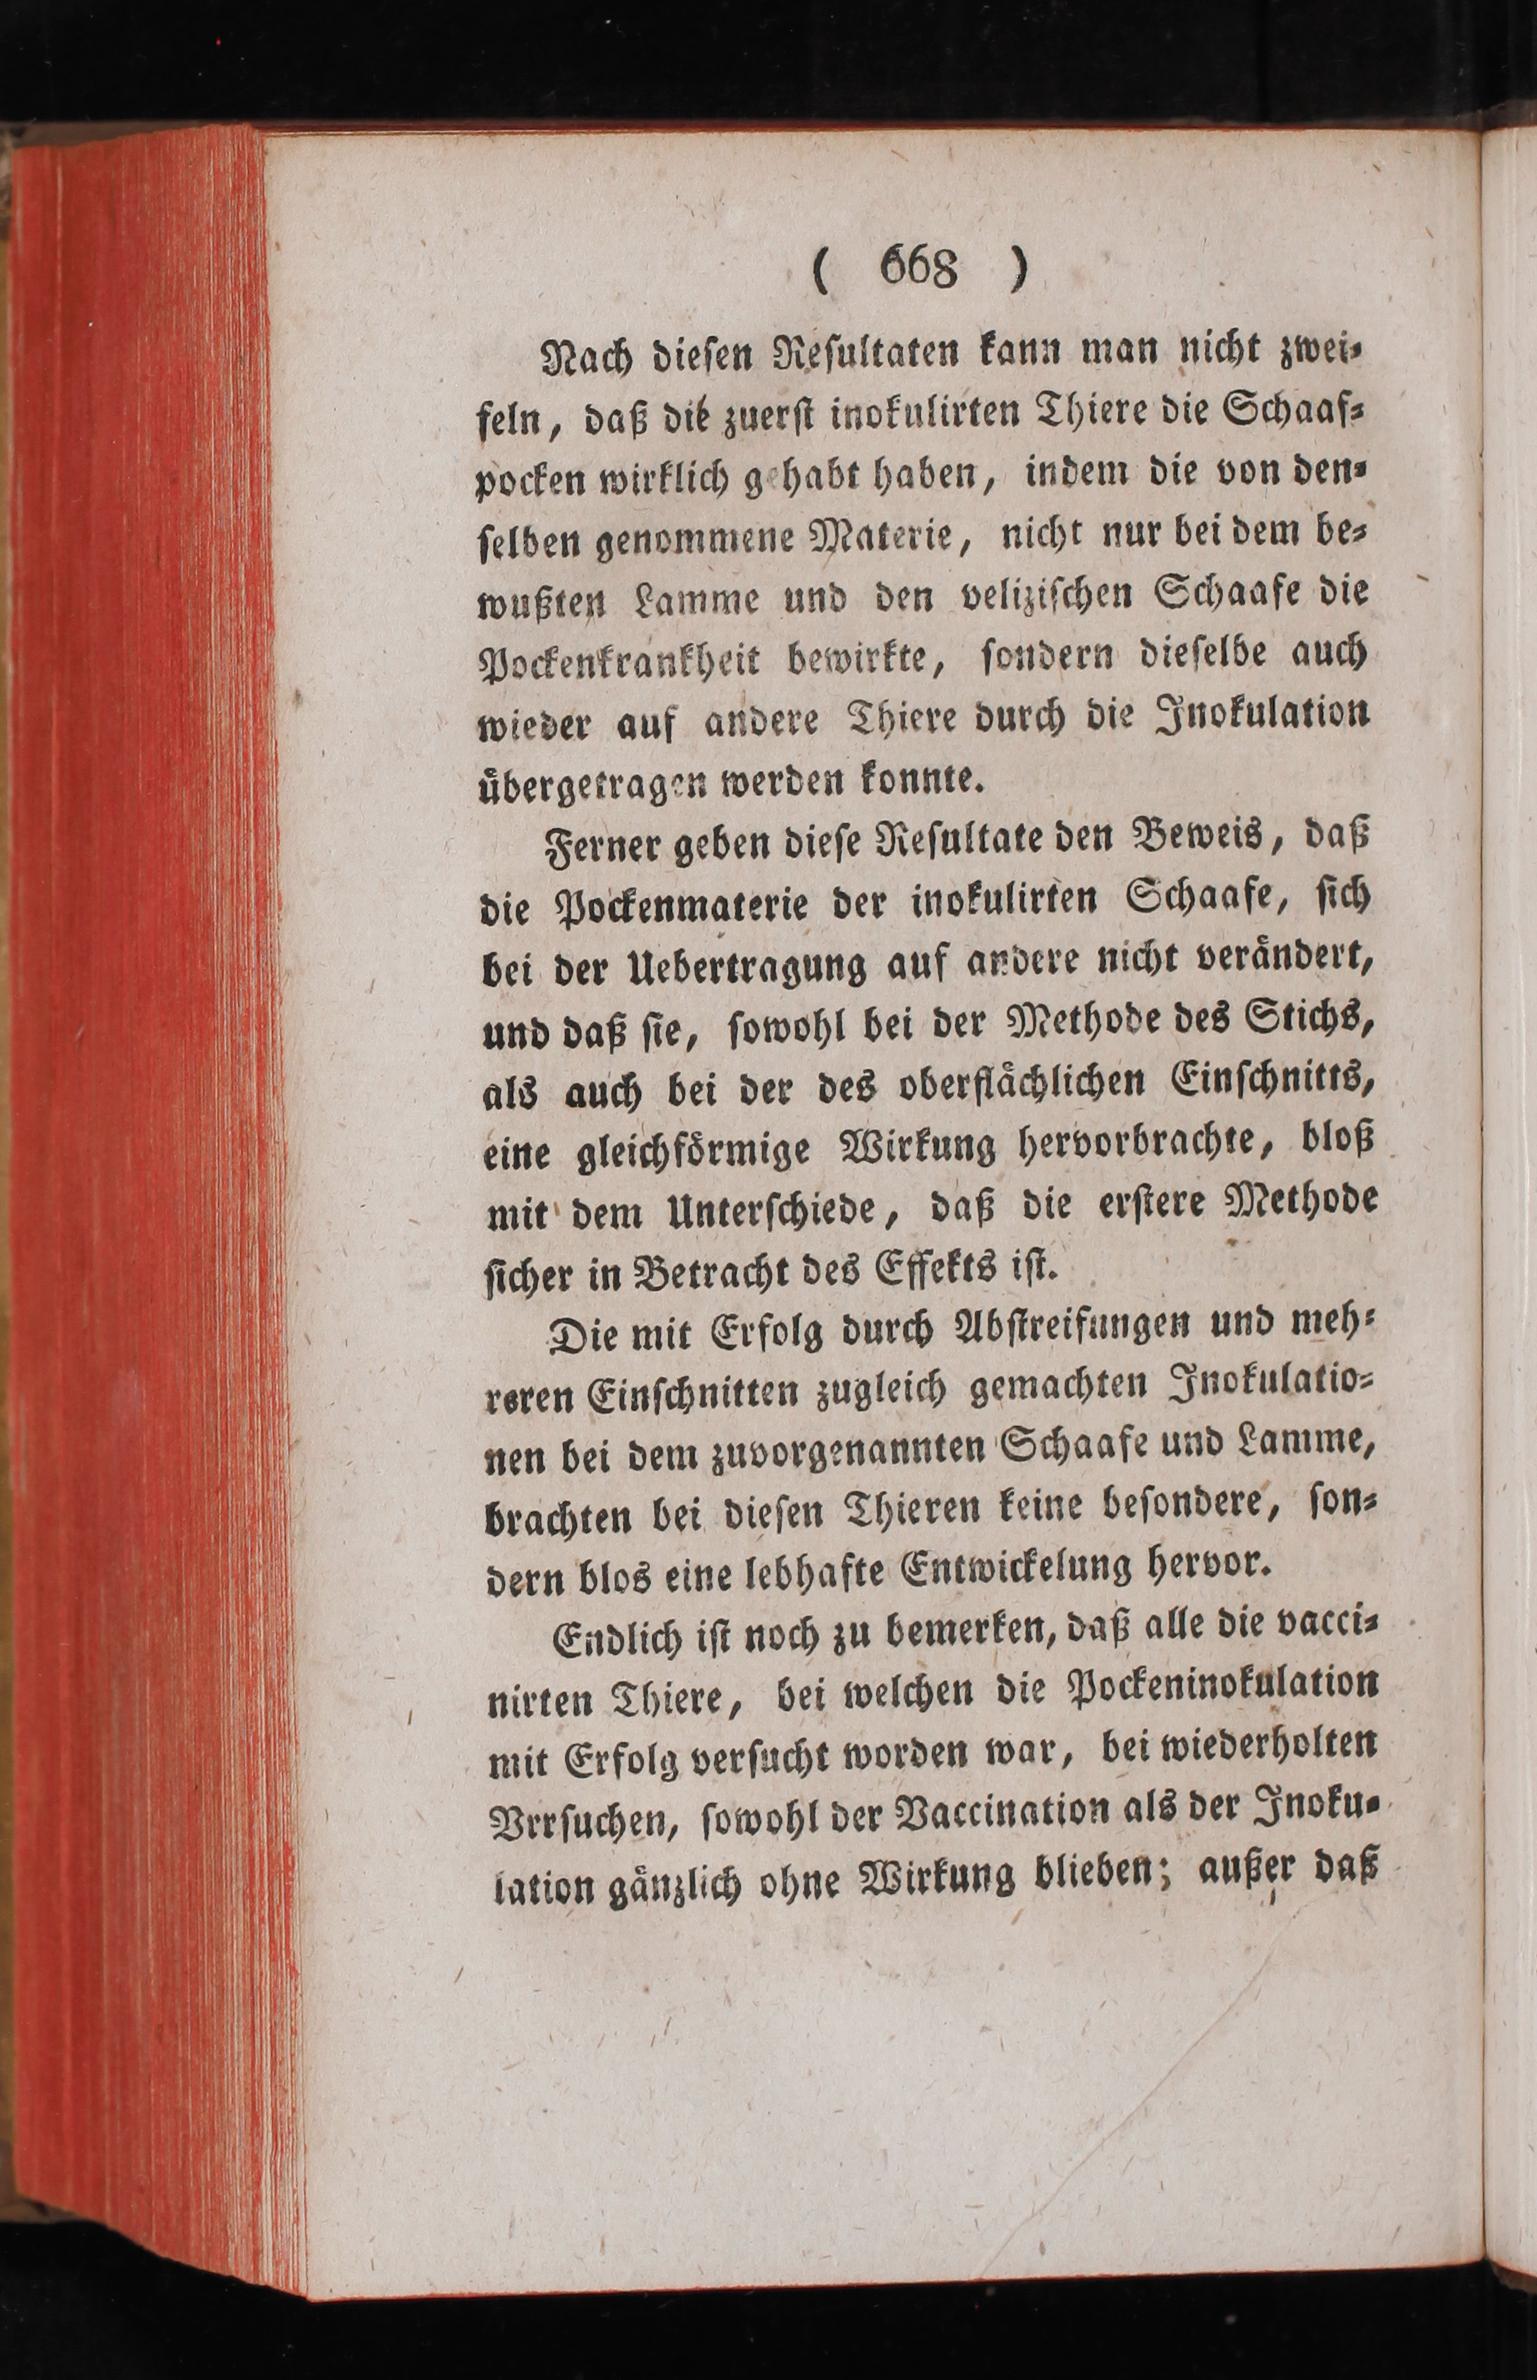 ( 668 )
Nach dieſen Reſultaten kann man nicht zwei⸗
feln, daß die zuerſt inokulirten Thiere die Schaaf⸗
pocken wirklich gehabt haben, indem die von den⸗
ſelben genommene Materie, nicht nur bei dem be⸗
wußten Lamme und den velizischen Schaafe die
Pockenkrankheit bewirkte, ſondern dieſelbe auch
wieder auf andere Thiere durch die Inokulation
übergetragen werden konnte.
Ferner geben dieſe Reſultate den Beweis, daß
die Pockenmaterie der inokulirten Schaafe, ſich
bei der Uebertragung auf andere nicht verändert,
und daß ſie, ſowohl bei der Methode des Stichs,
als auch bei der des oberflächlichen Einſchnitts,
eine gleichförmige Wirkung hervorbrachte, bloß
mit dem Unterſchiede, daß die erſtere Methode
ſicher in Betracht des Effekts iſt.
Die mit Erfolg durch Abſtreifungen und meh⸗
reren Einſchnitten zugleich gemachten Inokulatio⸗
nen bei dem zuvorgenannten Schaafe und Lamme,
brachten bei dieſen Thieren keine beſondere, ſon⸗
dern blos eine lebhafte Entwickelung hervor.
Endlich iſt noch zu bemerken, daß alle die vacci⸗
nirten Thiere, bei welchen die Pockeninokulation
mit Erfolg verſucht worden war, bei wiederholten
Vrrſuchen, ſowohl der Vaccination als der Inoku⸗
lation gänzlich ohne Wirkung blieben; außer daß